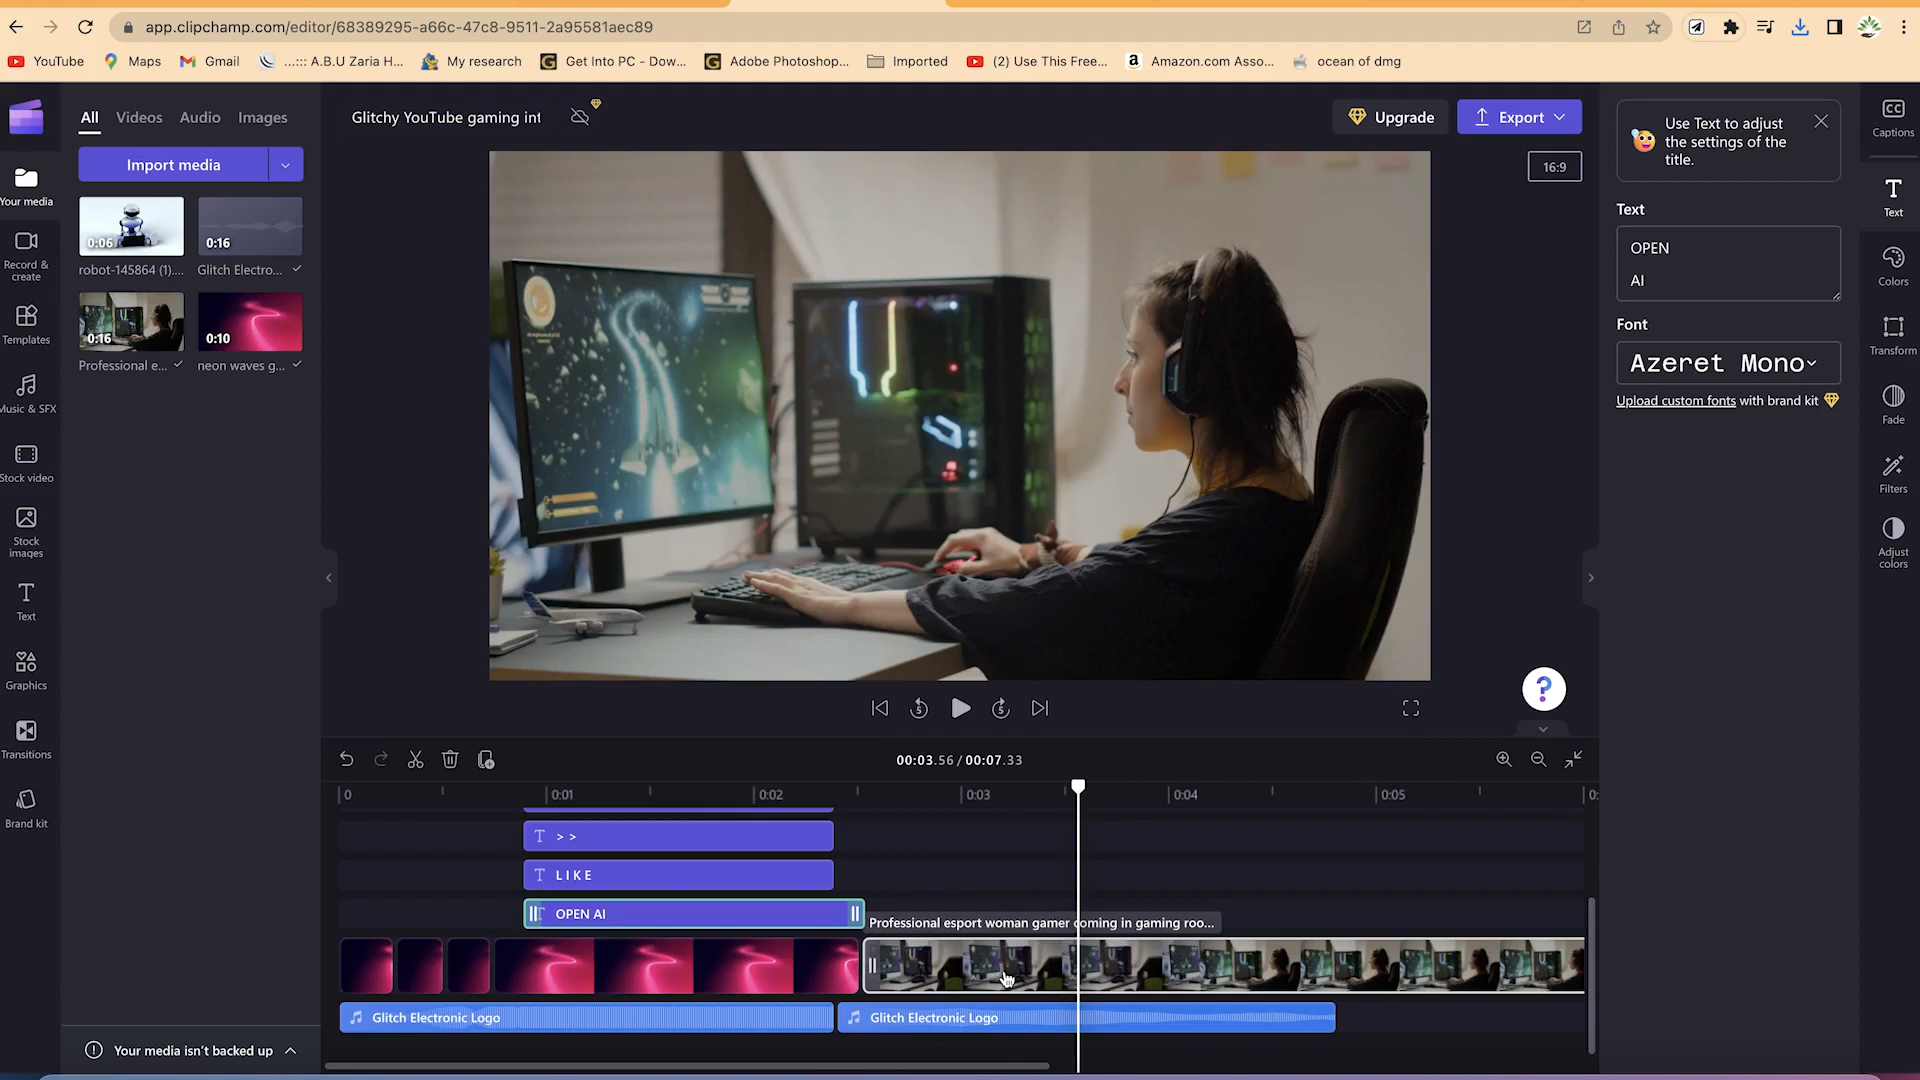 app.clipchamp.com/editor/68389295-a66c-47c8-9511-2a95581aec89
YouTube
Maps
Gmail
...::: A.B.U Zaria H...
My research
Get Into PC - Dow...
Adobe Photoshop...
Imported
(2) Use This Free...
Amazon.com Asso...
ocean of dmg
All
Videos
Audio
Images
Glitchy YouTube gaming int
Upgrade
Export
Import media
16:9
Use Text to adjust
the settings of the
title.
CC
Captions
Your media
0:06
robot-145864 (1)....
0:16
Glitch Electro...
0:16
Professional e...
0:10
neon waves g...
Record &
create
Templates
Music & SFX
Stock video
Stock
images
Text
Graphics
Transitions
Brand kit
Text
OPEN
AI
Font
Azeret Mono
Upload custom fonts with brand kit
Text
Colors
Transform
Fade
Filters
Adjust
colors
5
5
?
00:03.56 / 00:07.33
0
0:01
0:02
0:03
0:04
0:05
0:
T > >
T LIKE
OPEN AI
Professional esport woman gamer coming in gaming roo...
Glitch Electronic Logo
Glitch Electronic Logo
Your media isn't backed up